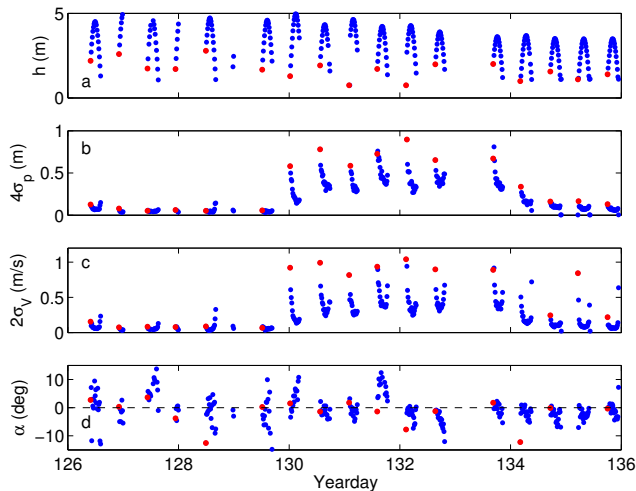 5
h (m)
a
0
1
4σp (m)
b
0.5
0
1
2σV (m/s)
c
0.5
0
10
α (deg)
0
d
−10
126 128 130 132 134 136
Yearday